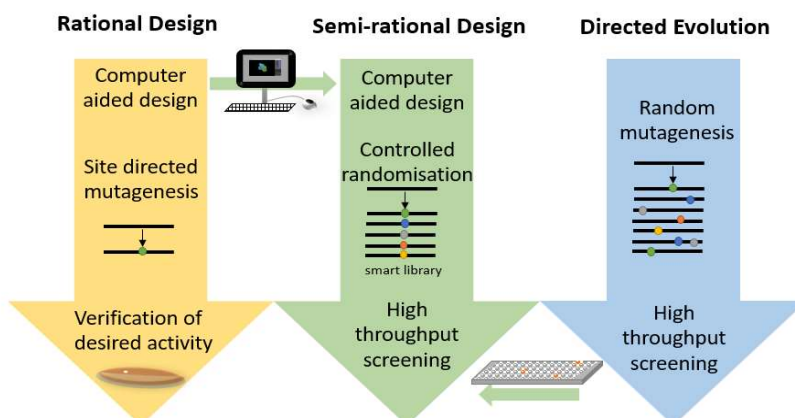 Rational Design
Computer
aided design
Site directed
mutagenesis
Verification of
desired activity
Semi-rational Design
Computer
aided design
Controlled
randomisation
smart library
High
throughput
screening
Directed Evolution
Random
mutagenesis
High
throughput
screening